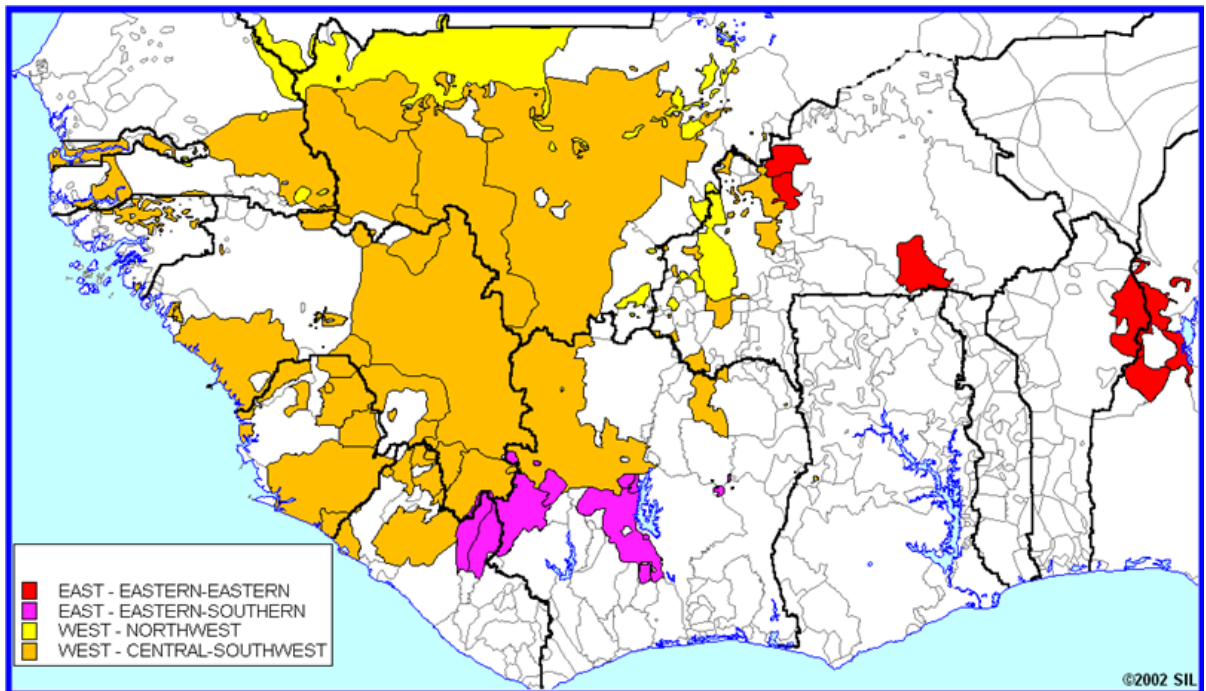 EAST - EASTERN-EASTERN
EAST - EASTERN-SOUTHERN
WEST - NORTHWEST
WEST - CENTRAL-SOUTHWEST
©2002 SIL